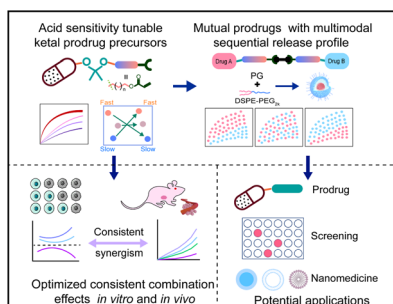 Acid sensitivity tunable
ketal prodrug precursors
Mutual prodrugs with multimodal
sequential release profile
Drug A
Drug B
PG
+
DSPE-PEG2k
Fast
Fast
Slow
Slow
Consistent
synergism
Optimized consistent combination
effects in vitro and in vivo
Prodrug
Screening
Nanomedicine
Potential applications